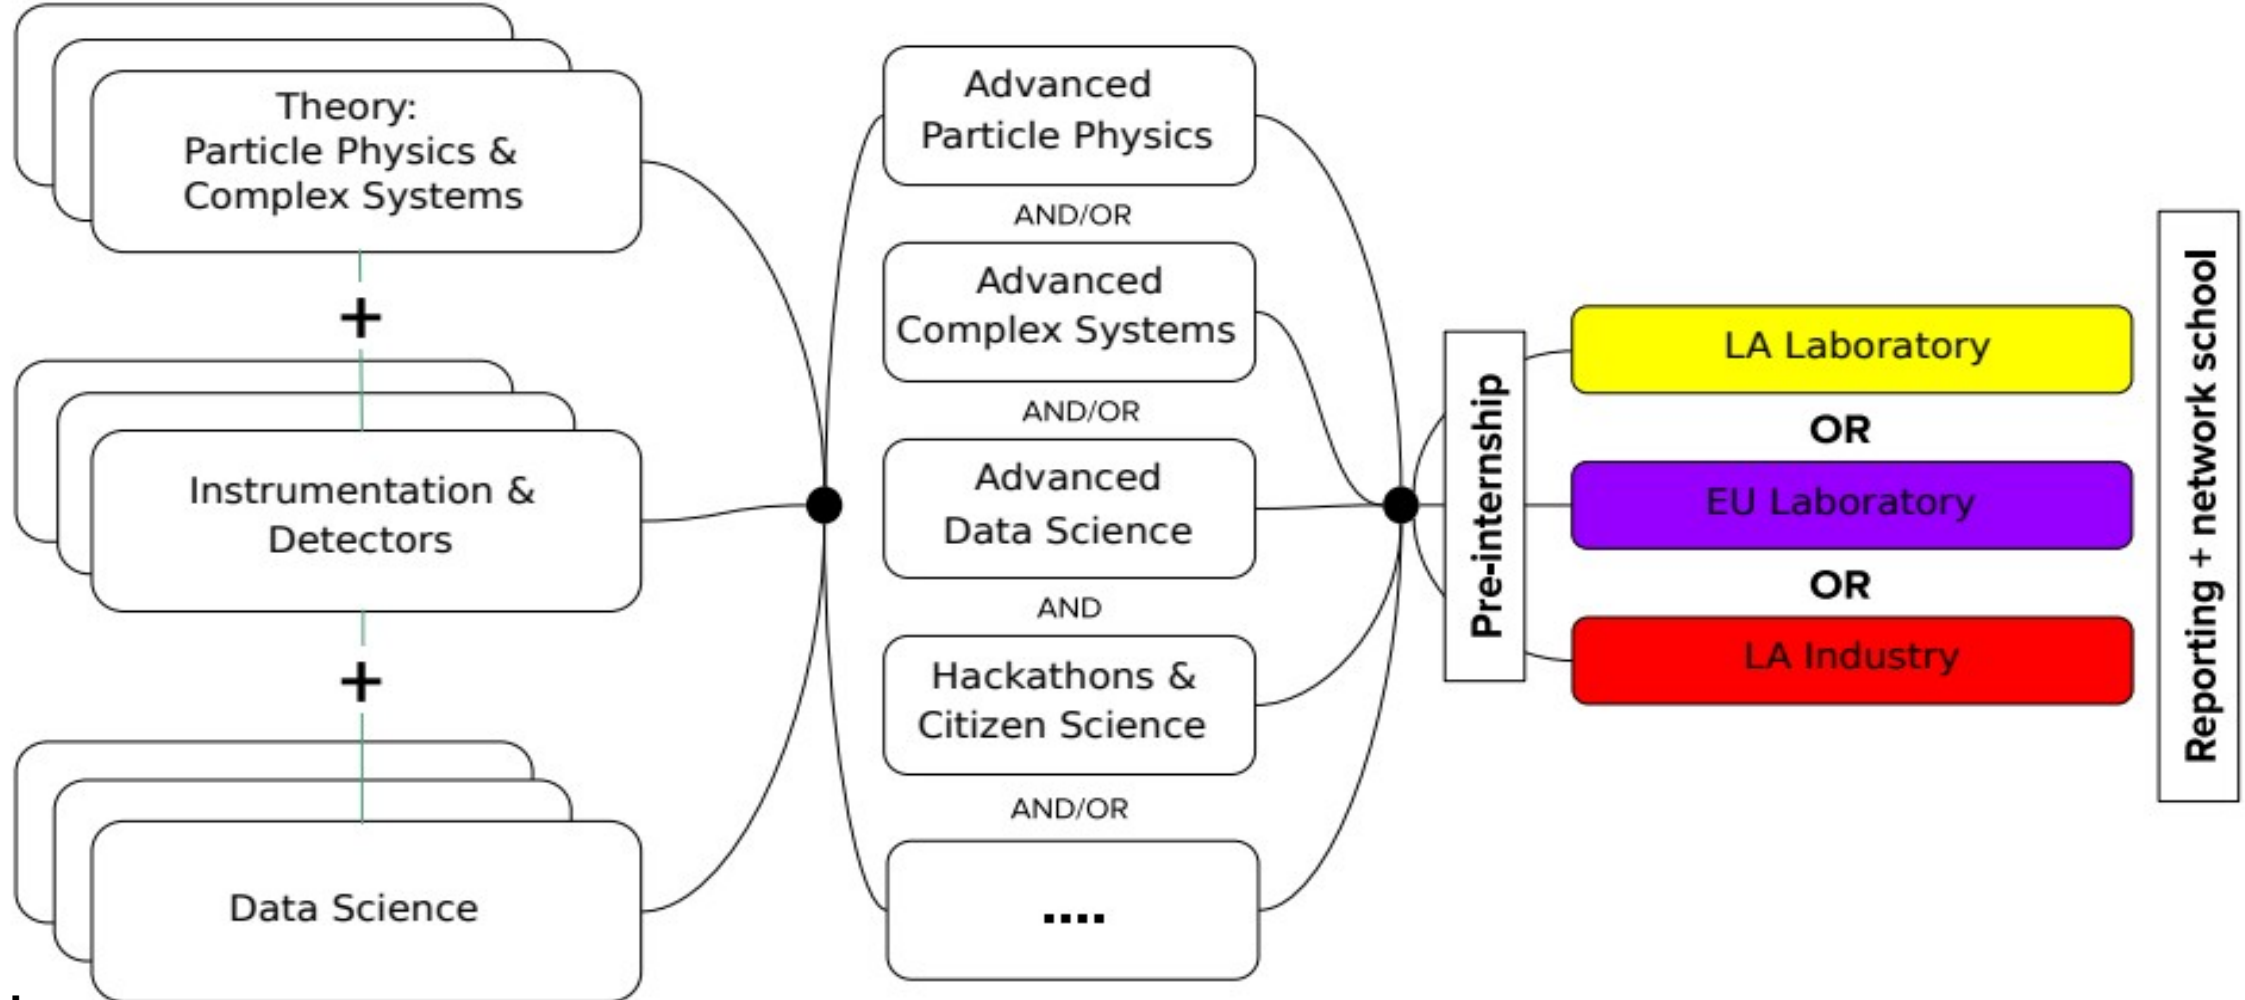 Theory:
Particle Physics &
Complex Systems
+
Instrumentation &
Detectors
+
Data Science
Advanced
Particle Physics
AND/OR
Advanced
Complex Systems
AND/OR
Advanced
Data Science
AND
Hackathons &
Citizen Science
AND/OR
....
Pre-internship
LA Laboratory
OR
EU Laboratory
OR
LA Industry
Reporting + network school